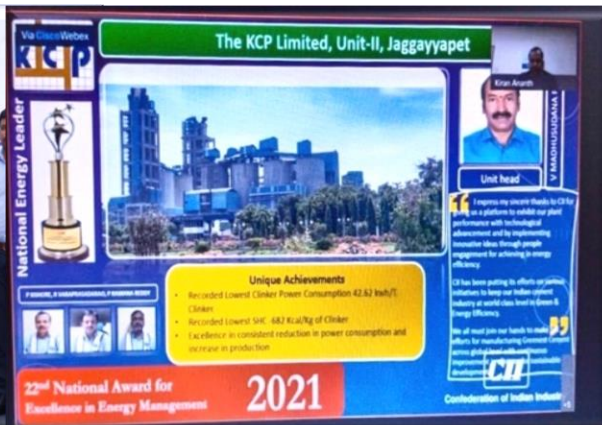 Via Cisco Webex
KCP
The KCP Limited, Unit-II, Jaggayyapet
Kiran Ananth
National Energy Leader
V MADHUSUDANA
Unit head
I express my sincere thanks to CII for
us a platform to exhibit our plant
performance with technological
advancement and by implementing
innovative ideas through people
engagement for achieving in energy
efficiency.
CII has been putting its efforts on various
initiatives to keep our Indian cement
industry at world class level in Green &
Energy Efficiency.
We all must join our hands to make
efforts for manufacturing Greenest Cement
across global
Unique Achievements
• Recorded Lowest Clinker Power Consumption 42.62 kwh/T.
Clinker
• Recorded Lowest SHC -682 Kcal/Kg of Clinker
• Excellence in consistent reduction in power consumption and
increase in production
22nd National Award for
Excellence in Energy Management
2021
CII
Confederation of Indian Indust